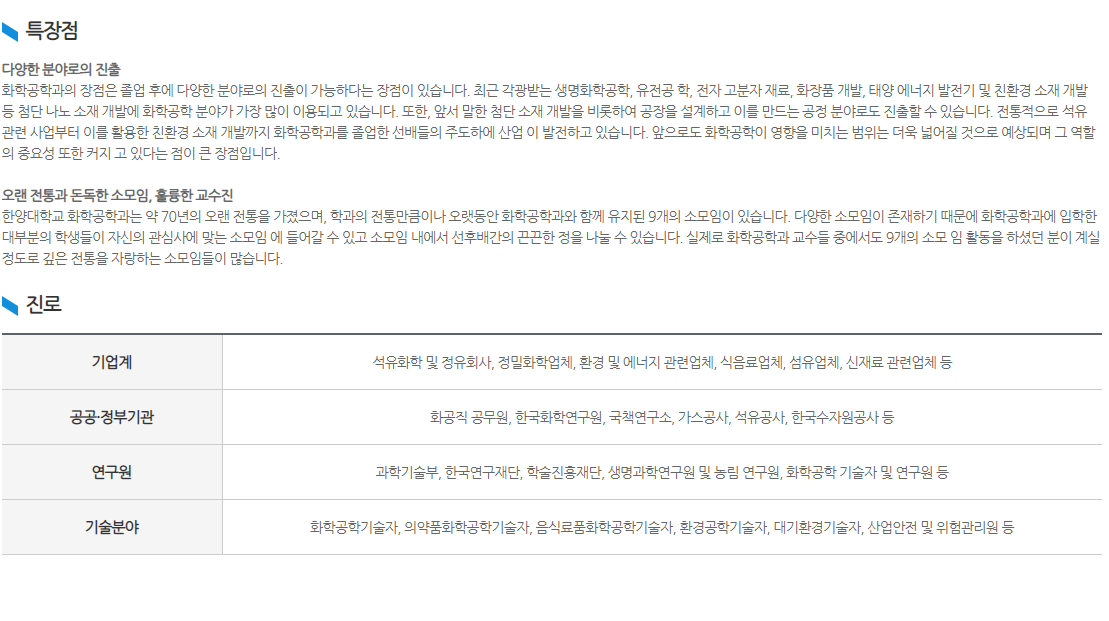 특장점
다양한 분야로의 진출
화학공학과의 장점은 졸업 후에 다양한 분야로의 진출이 가능하다는 장점이 있습니다. 최근 각광받는 생명화학공학, 유전공 학, 전자 고분자 재료, 화장품 개발, 태양 에너지 발전기 및 친환경 소재 개발
등 첨단 나노 소재 개발에 화학공학 분야가 가장 많이 이용되고 있습니다. 또한, 앞서 말한 첨단 소재 개발을 비롯하여 공장을 설계하고 이를 만드는 공정 분야로도 진출할 수 있습니다. 전통적으로 석유
관련 사업부터 이를 활용한 친환경 소재 개발까지 화학공학과를 졸업한 선배들의 주도하에 산업 이 발전하고 있습니다. 앞으로도 화학공학이 영향을 미치는 범위는 더욱 넓어질 것으로 예상되며 그 역할
의 중요성 또한 커지 고 있다는 점이 큰 장점입니다.
오랜 전통과 돈독한 소모임, 훌륭한 교수진
한양대학교 화학공학과는 약 70년의 오랜 전통을 가졌으며, 학과의 전통만큼이나 오랫동안 화학공학과와 함께 유지된 9개의 소모임이 있습니다. 다양한 소모임이 존재하기 때문에 화학공학과에 입학한
대부분의 학생들이 자신의 관심사에 맞는 소모임 에 들어갈 수 있고 소모임 내에서 선후배간의 끈끈한 정을 나눌 수 있습니다. 실제로 화학공학과 교수들 중에서도 9개의 소모 임 활동을 하셨던 분이 계실
정도로 깊은 전통을 자랑하는 소모임들이 많습니다.
진로
기업계 석유화학 및 정유회사, 정밀화학업체, 환경 및 에너지 관련업체, 식음료업체, 섬유업체, 신재료 관련업체 등
공공·정부기관 화공직 공무원, 한국화학연구원, 국책연구소, 가스공사, 석유공사, 한국수자원공사 등
연구원 과학기술부, 한국연구재단, 학술진흥재단, 생명과학연구원 및 농림 연구원, 화학공학 기술자 및 연구원 등
기술분야 화학공학기술자, 의약품화학공학기술자, 음식료품화학공학기술자, 환경공학기술자, 대기환경기술자, 산업안전 및 위험관리원 등